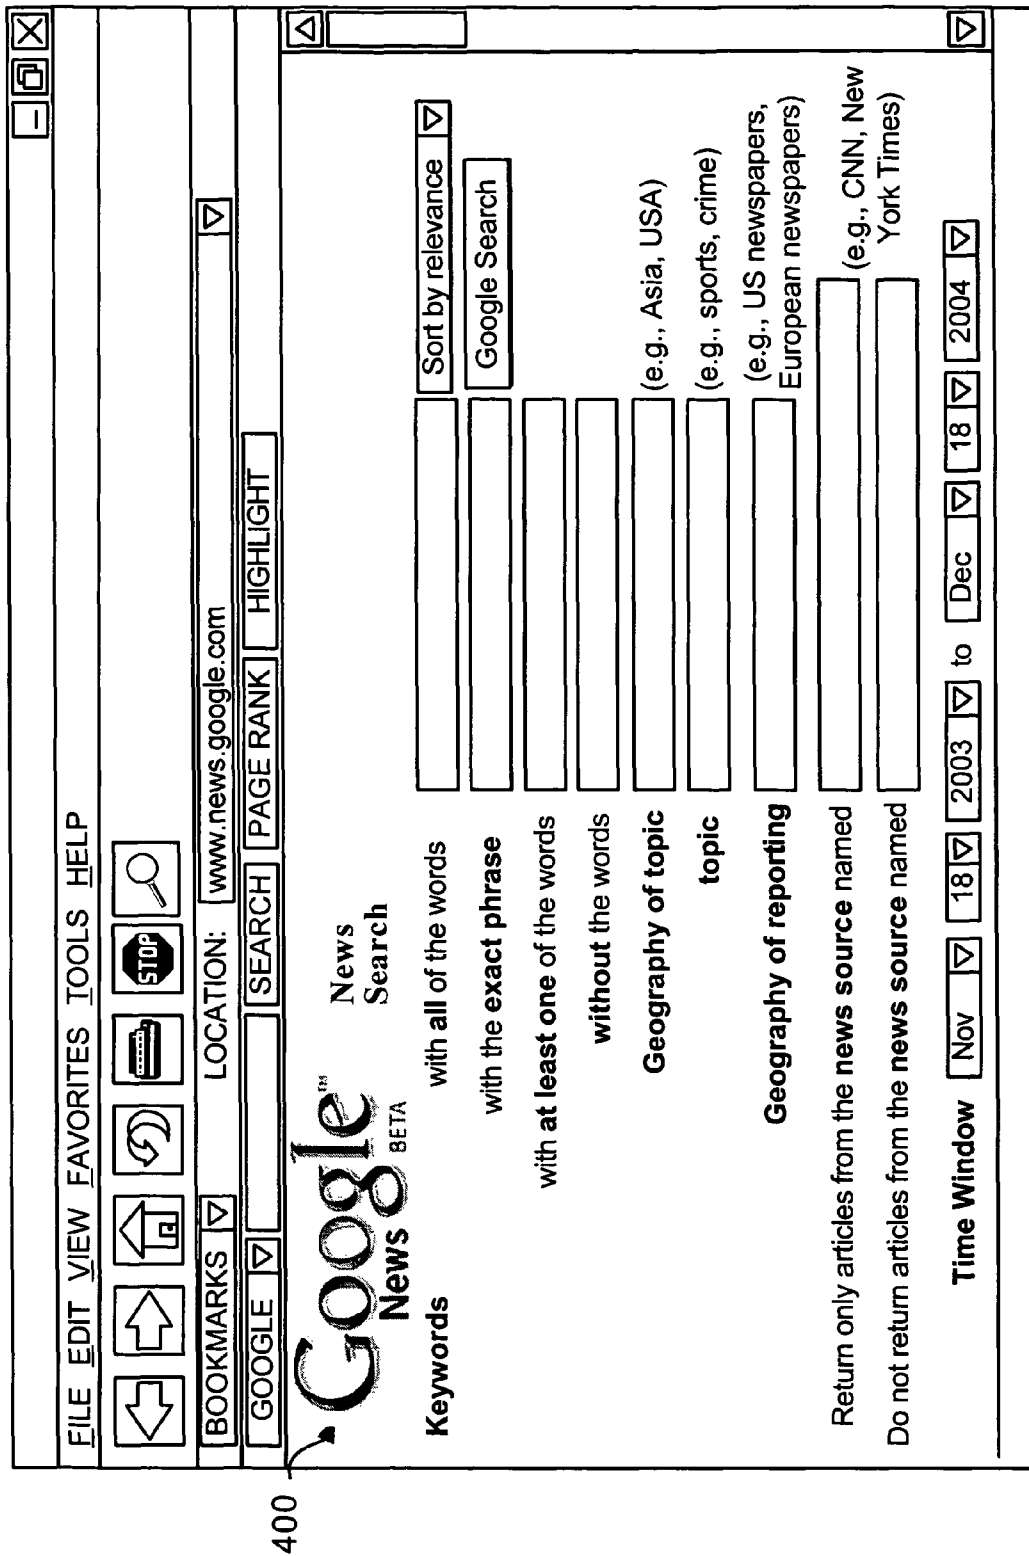 FILE EDIT VIEW FAVORITES TOOLS HELP
STOP
BOOKMARKS LOCATION: www.news.google.com
GOOGLE SEARCH PAGE RANK HIGHLIGHT
400
Google™ News
News BETA Search
Keywords with all of the words Sort by relevance
with the exact phrase Google Search
with at least one of the words
without the words
Geography of topic (e.g., Asia, USA)
topic (e.g., sports, crime)
Geography of reporting (e.g., US newspapers,
European newspapers)
Return only articles from the news source named (e.g., CNN, New
Do not return articles from the news source named York Times)
Time Window Nov 18 2003 to Dec 18 2004